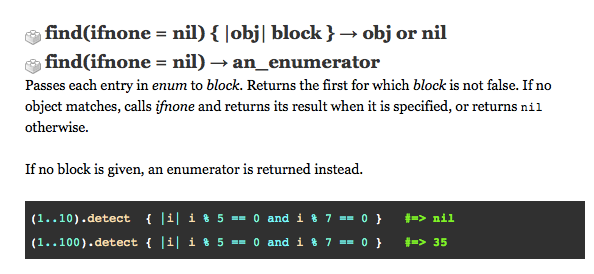 find(ifnone = nil) { |obj| block } → obj or nil
find(ifnone = nil) → an_enumerator
Passes each entry in enum to block. Returns the first for which block is not false. If no
object matches, calls ifnone and returns its result when it is specified, or returns nil
otherwise.
If no block is given, an enumerator is returned instead.
(1..10).detect  { |i| i % 5 == 0 and i % 7 == 0 }   #=> nil
(1..100).detect { |i| i % 5 == 0 and i % 7 == 0 }   #=> 35